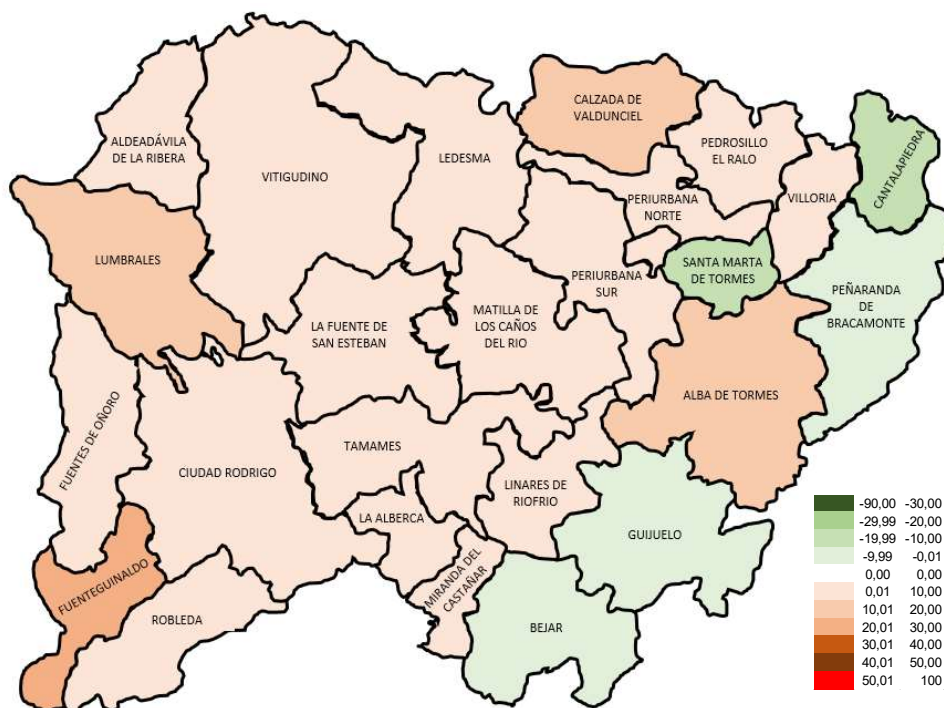 CALZADA DE
VALDUNCIEL
ALDEADÁVILA
DE LA RIBERA
VITIGUDINO
LEDESMA
PEDROSILLO
EL RALO
CANTALAPIEDRA
VILLORIA
PERIURBANA
NORTE
LUMBRALES
SANTA MARTA
DE TORMES
PERIURBANA
SUR
PEÑARANDA
DE
BRACAMONTE
LA FUENTE DE
SAN ESTEBAN
MATILLA DE
LOS CAÑOS
DEL RIO
ALBA DE TORMES
FUENTES DE OÑORO
CIUDAD RODRIGO
TAMAMES
LINARES DE
RIOFRIO
LA ALBERCA
GUIJUELO
FUENTEGUINALDO
MIRANDA DEL
CASTAÑAR
ROBLEDA
BEJAR
-90,00 -30,00
-29,99 -20,00
-19,99 -10,00
-9,99 -0,01
0,00 0,00
0,01 10,00
10,01 20,00
20,01 30,00
30,01 40,00
40,01 50,00
50,01 100